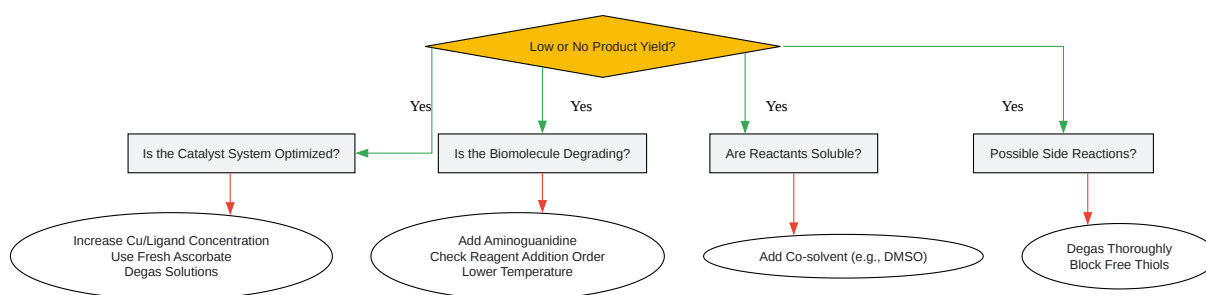 Low or No Product Yield?
Yes
Yes
Yes
Yes
Is the Catalyst System Optimized?
Is the Biomolecule Degrading?
Are Reactants Soluble?
Possible Side Reactions?
Increase Cu/Ligand Concentration
Use Fresh Ascorbate
Degas Solutions
Add Aminoguanidine
Check Reagent Addition Order
Lower Temperature
Add Co-solvent (e.g., DMSO)
Degas Thoroughly
Block Free Thiols